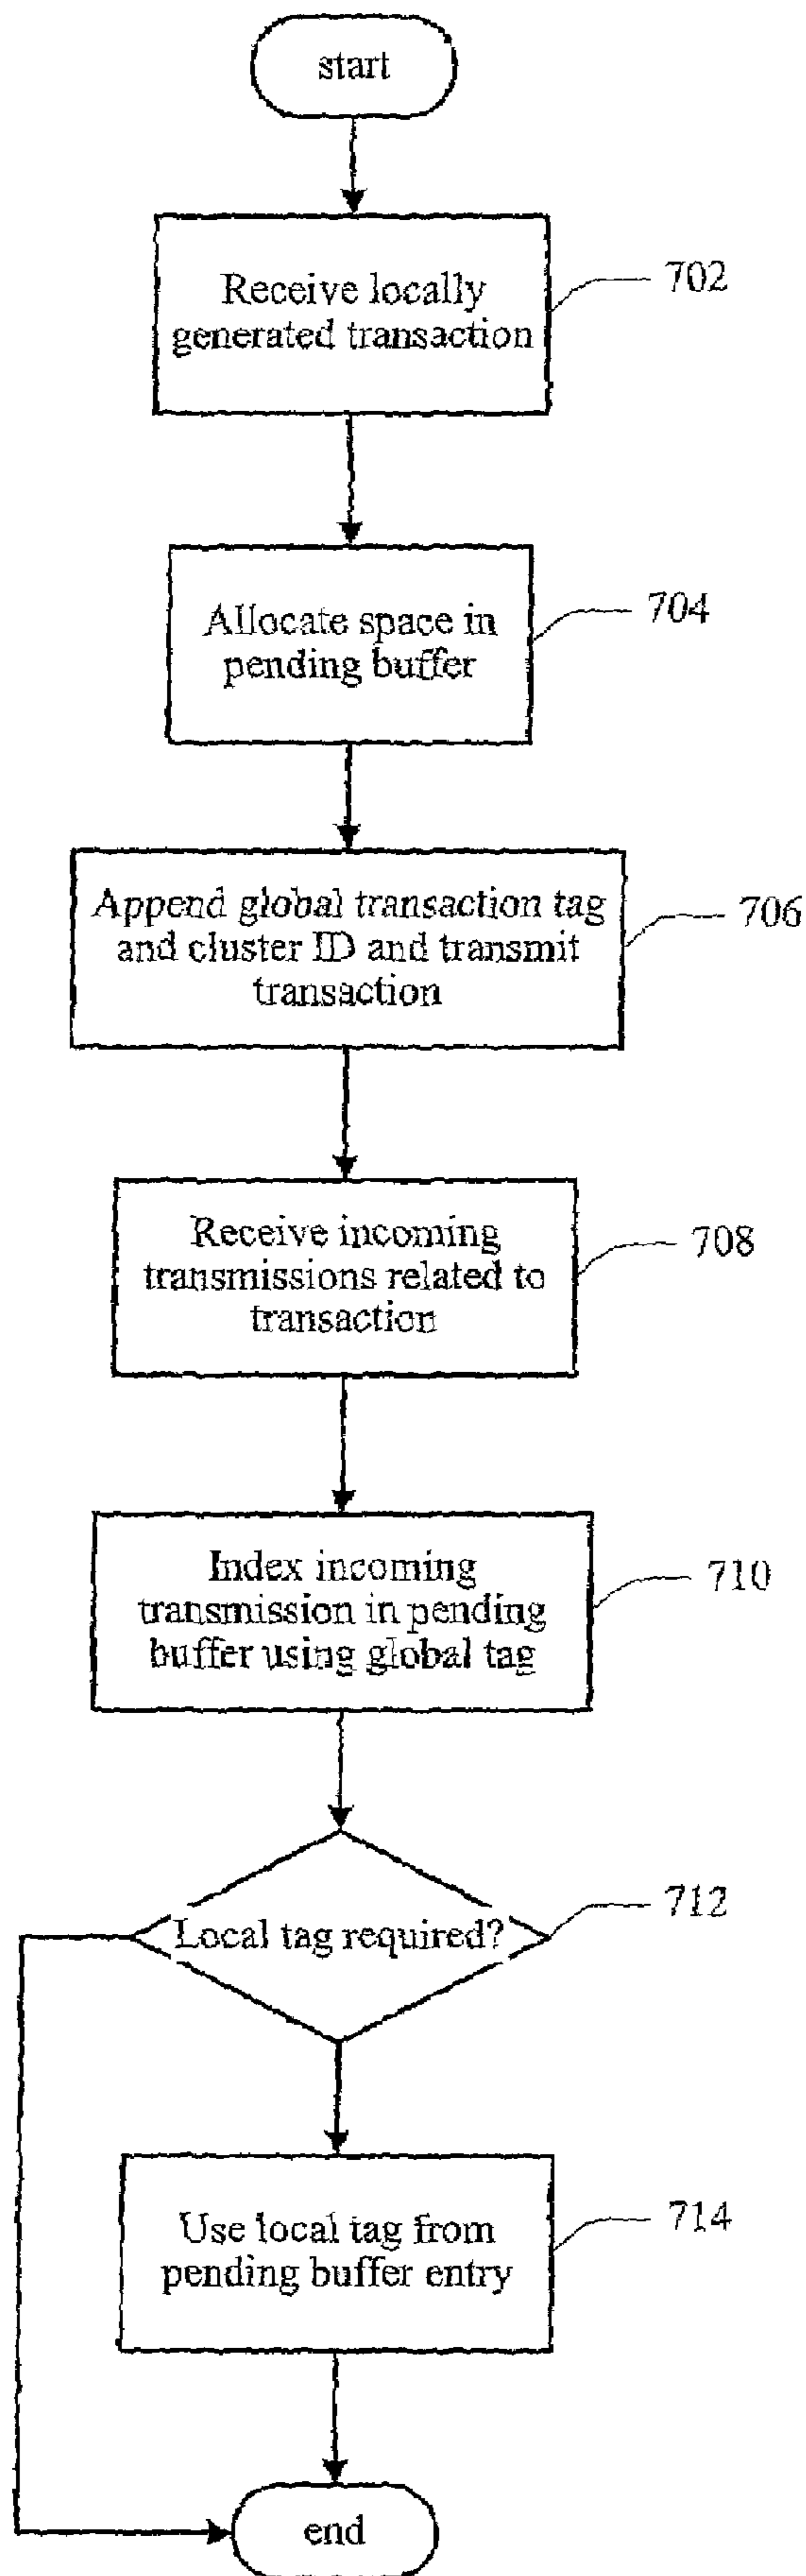 start
Receive locally
generated transaction
702
Allocate space in
pending buffer
704
Append global transaction tag
and cluster ID and transmit
transaction
706
Receive incoming
transmissions related to
transaction
708
Index incoming
transmission in pending
buffer using global tag
710
Local tag required?
712
Use local tag from
pending buffer entry
714
end